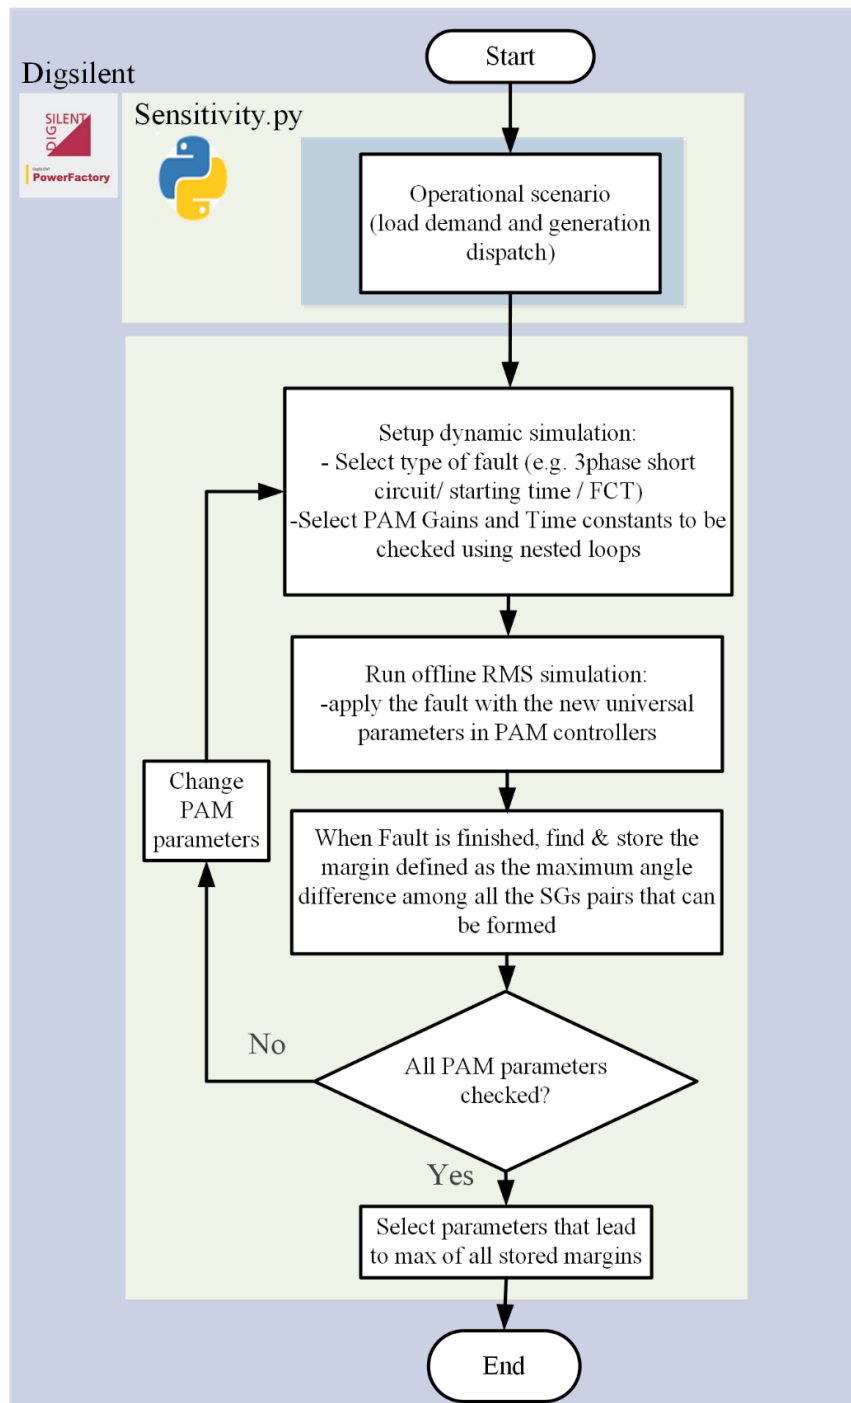 Start
Digsilent
DIgSILENT
PowerFactory
Sensitivity.py
Operational scenario
(load demand and generation
dispatch)
Setup dynamic simulation:
- Select type of fault (e.g. 3phase short
circuit/ starting time / FCT)
-Select PAM Gains and Time constants to be
checked using nested loops
Run offline RMS simulation:
-apply the fault with the new universal
parameters in PAM controllers
Change
PAM
parameters
When Fault is finished, find & store the
margin defined as the maximum angle
difference among all the SGs pairs that can
be formed
No
All PAM parameters
checked?
Yes
Select parameters that lead
to max of all stored margins
End